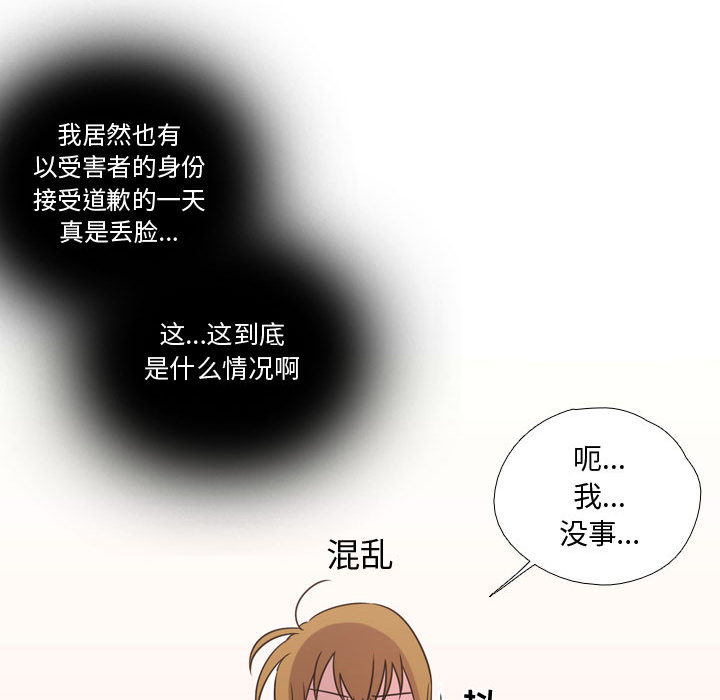 我居然也有
以受害者的身份
接受道歉的一天
真是丢脸...
这...这到底
是什么情况啊
呃...
我...
没事...
混乱